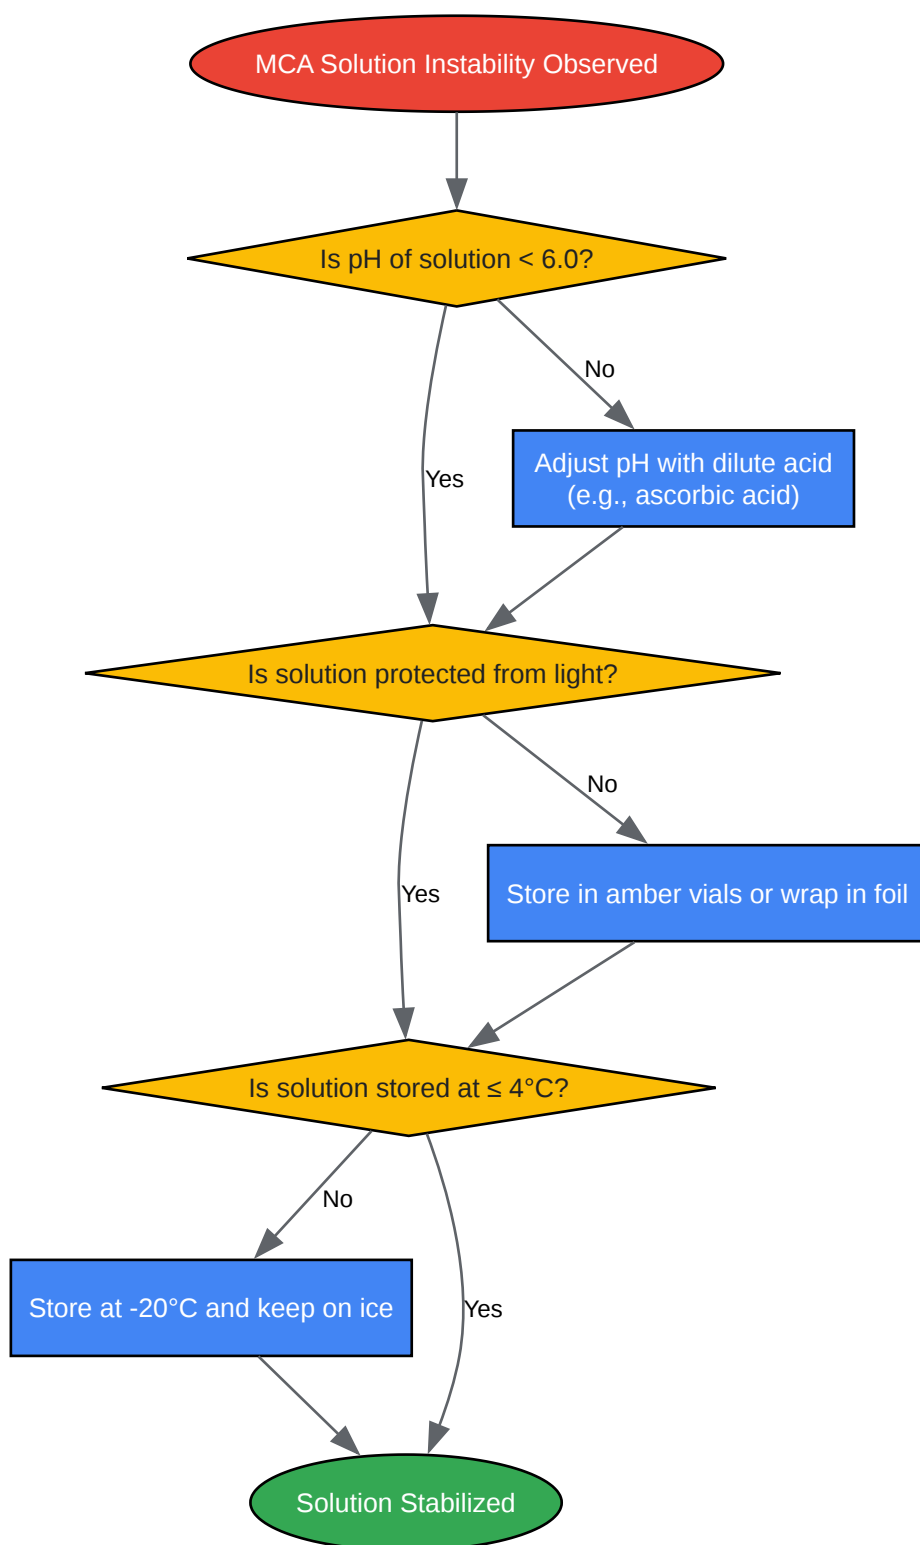 MCA Solution Instability Observed
Is pH of solution < 6.0?
No
Adjust pH with dilute acid
(e.g., ascorbic acid)
Yes
Is solution protected from light?
No
Store in amber vials or wrap in foil
Yes
Is solution stored at ≤ 4°C?
No
Store at -20°C and keep on ice
Yes
Solution Stabilized